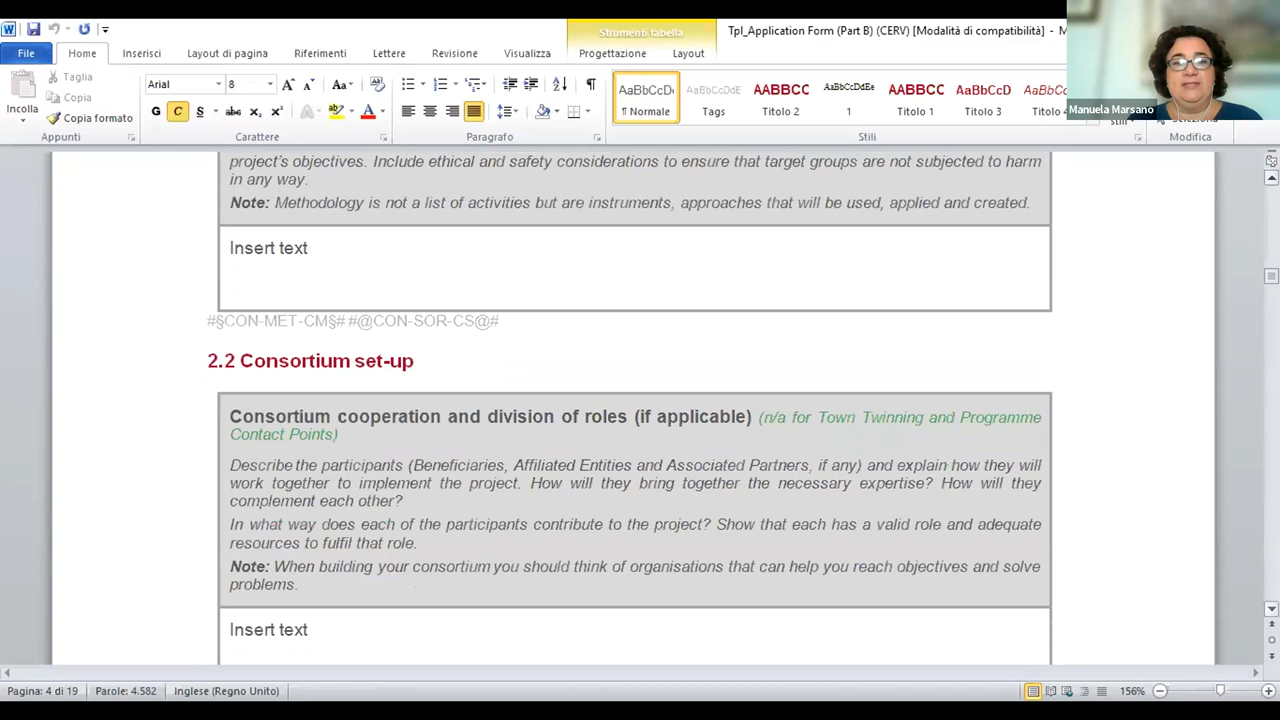 Strumenti tabella
Tpl_Application Form (Part B) (CERV) [Modalità di compatibilità] - M
File Home Inserisci Layout di pagina Riferimenti Lettere Revisione Visualizza Progettazione Layout
Manuela Marsano
Incolla
Taglia
Copia
Copia formato
Appunti
Arial 8
G C S abc x₂ x²
Carattere
Paragrafo
AaBbCcDd AaBbCcDdE AABBCC AaBbCcDdEe AABBCC AaBbCcD AaBbCcL
¶ Normale Tags Titolo 2 1 Titolo 1 Titolo 3 Titolo 4
Stili
Modifica
project's objectives. Include ethical and safety considerations to ensure that target groups are not subjected to harm
in any way.
Note: Methodology is not a list of activities but are instruments, approaches that will be used, applied and created.
Insert text
#§CON-MET-CM§# #@CON-SOR-CS@#
2.2 Consortium set-up
Consortium cooperation and division of roles (if applicable) (n/a for Town Twinning and Programme
Contact Points)
Describe the participants (Beneficiaries, Affiliated Entities and Associated Partners, if any) and explain how they will
work together to implement the project. How will they bring together the necessary expertise? How will they
complement each other?
In what way does each of the participants contribute to the project? Show that each has a valid role and adequate
resources to fulfil that role.
Note: When building your consortium you should think of organisations that can help you reach objectives and solve
problems.
Insert text
Pagina: 4 di 19 Parole: 4.582 Inglese (Regno Unito) 156%